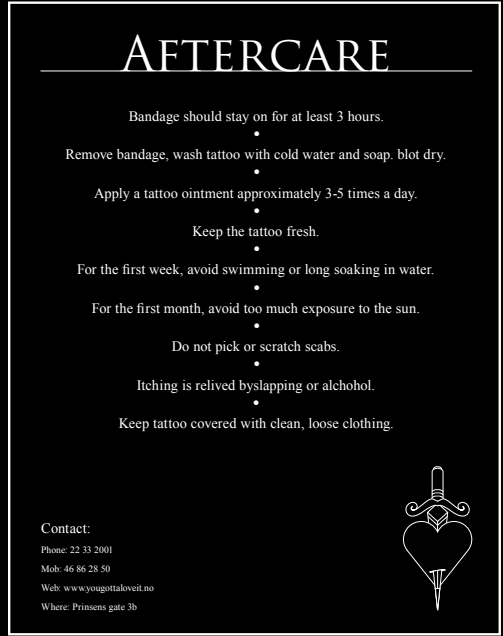 AFTERCARE
Bandage should stay on for at least 3 hours.
Remove bandage, wash tattoo with cold water and soap. blot dry.
Apply a tattoo ointment approximately 3-5 times a day.
Keep the tattoo fresh.
For the first week, avoid swimming or long soaking in water.
For the first month, avoid too much exposure to the sun.
Do not pick or scratch scabs.
Itching is relived byslapping or alchohol.
Keep tattoo covered with clean, loose clothing.
Contact:
Phone: 22 33 2001
Mob: 46 86 28 50
Web: www.yougottaloveit.no
Where: Prinsens gate 3b